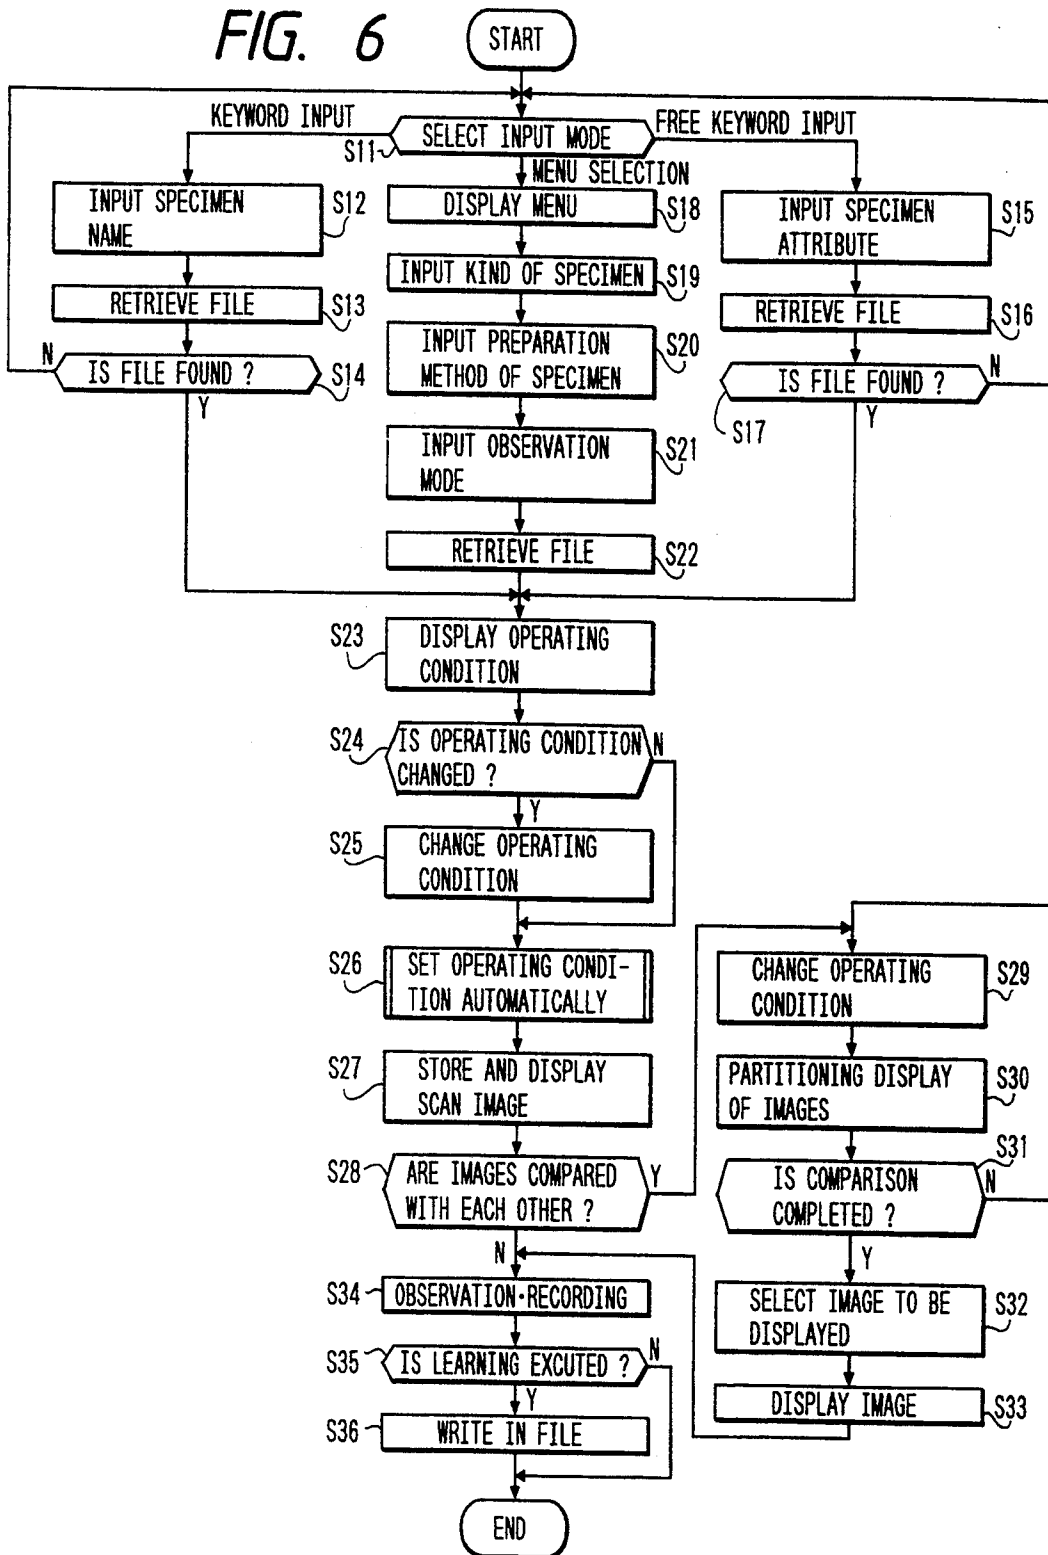 FIG. 6
START
KEYWORD INPUT
FREE KEYWORD INPUT
SELECT INPUT MODE
S11
MENU SELECTION
INPUT SPECIMEN
NAME
S12
DISPLAY MENU
S18
INPUT SPECIMEN
ATTRIBUTE
S15
INPUT KIND OF SPECIMEN
S19
RETRIEVE FILE
S13
RETRIEVE FILE
S16
INPUT PREPARATION
METHOD OF SPECIMEN
S20
N
IS FILE FOUND ?
S14
Y
IS FILE FOUND ?
N
S17
Y
INPUT OBSERVATION
MODE
S21
RETRIEVE FILE
S22
S23
DISPLAY OPERATING
CONDITION
S24
IS OPERATING CONDITION
CHANGED ?
N
Y
S25
CHANGE OPERATING
CONDITION
S26
SET OPERATING CONDI-
TION AUTOMATICALLY
CHANGE OPERATING
CONDITION
S29
S27
STORE AND DISPLAY
SCAN IMAGE
PARTITIONING DISPLAY
OF IMAGES
S30
S28
ARE IMAGES COMPARED
WITH EACH OTHER ?
Y
N
S31
IS COMPARISON
COMPLETED ?
N
Y
S34
OBSERVATION·RECORDING
SELECT IMAGE TO BE
DISPLAYED
S32
S35
IS LEARNING EXCUTED ?
N
Y
DISPLAY IMAGE
S33
S36
WRITE IN FILE
END